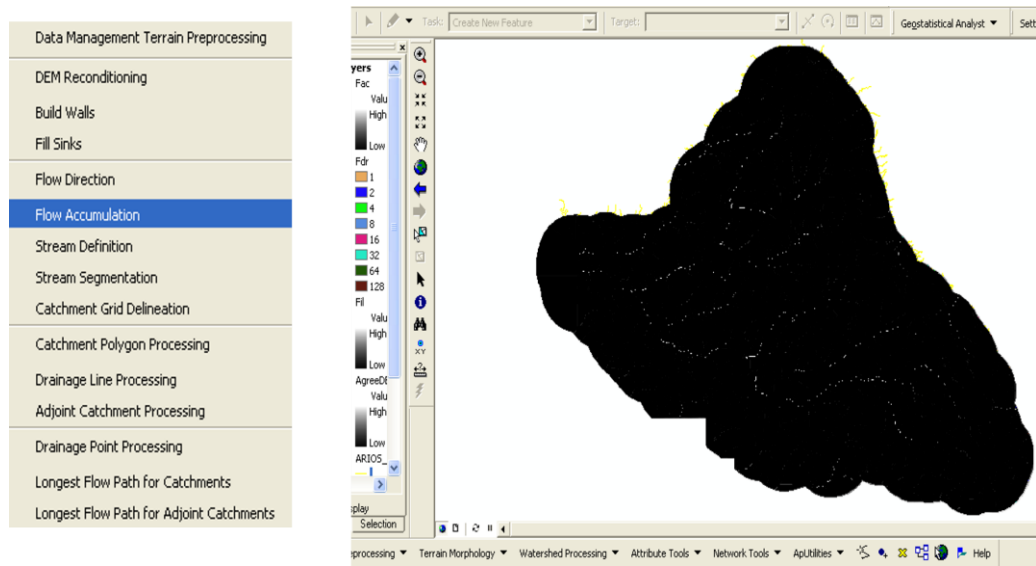 Data Management Terrain Preprocessing
DEM Reconditioning
Build Walls
Fill Sinks
Flow Direction
Flow Accumulation
Stream Definition
Stream Segmentation
Catchment Grid Delineation
Catchment Polygon Processing
Drainage Line Processing
Adjoint Catchment Processing
Drainage Point Processing
Longest Flow Path for Catchments
Longest Flow Path for Adjoint Catchments
Task: Create New Feature Target: Geostatistical Analyst Sett
yers
Fac
Valu
High
Low
Fdr
1
2
4
8
16
32
64
128
Fil
Valu
High
Low
AgreeDE
Valu
High
Low
ARIOS_
splay
Selection
eprocessing Terrain Morphology Watershed Processing Attribute Tools Network Tools ApUtilities Help